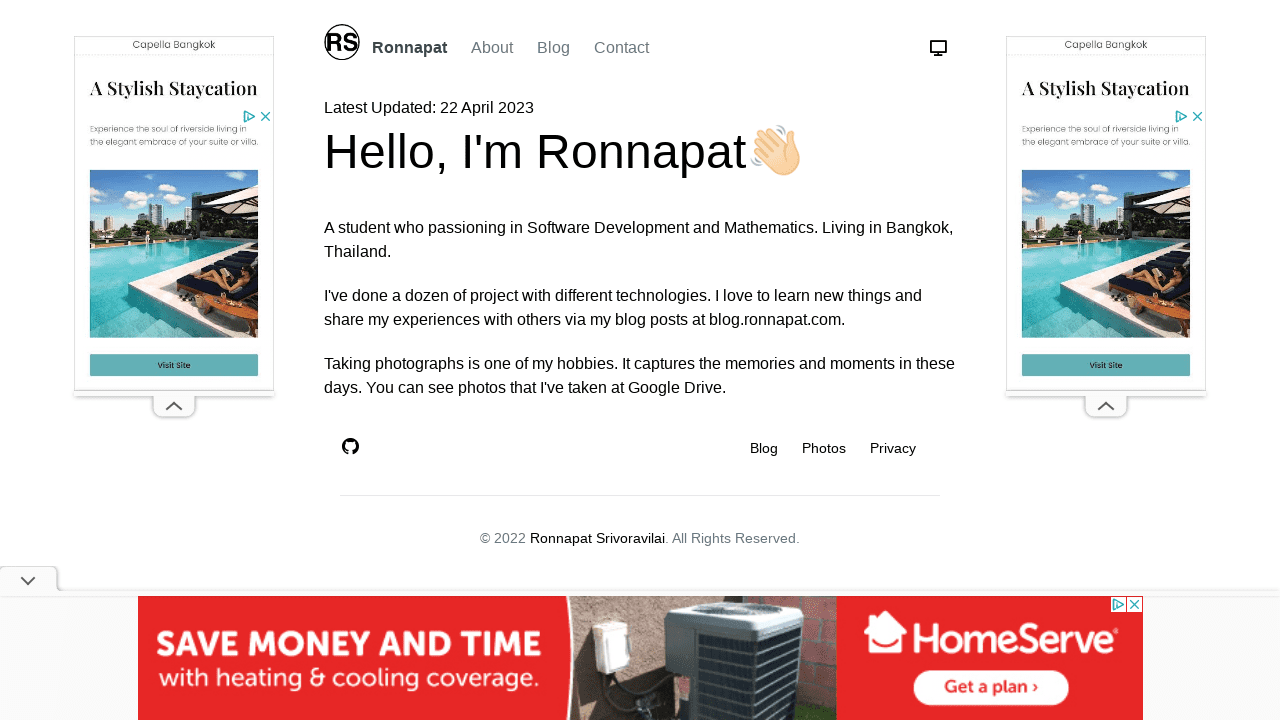 RS Ronnapat About Blog Contact
Latest Updated: 22 April 2023
Hello, I'm Ronnapat
A student who passioning in Software Development and Mathematics. Living in Bangkok,
Thailand.
I've done a dozen of project with different technologies. I love to learn new things and
share my experiences with others via my blog posts at blog.ronnapat.com.
Taking photographs is one of my hobbies. It captures the memories and moments in these
days. You can see photos that I've taken at Google Drive.
Blog Photos Privacy
© 2022 Ronnapat Srivoravilai. All Rights Reserved.
Capella Bangkok
A Stylish Staycation
Experience the soul of riverside living in
the elegant embrace of your suite or villa.
Visit Site
Capella Bangkok
A Stylish Staycation
Experience the soul of riverside living in
the elegant embrace of your suite or villa.
Visit Site
SAVE MONEY AND TIME
with heating & cooling coverage.
HomeServe
Get a plan ›